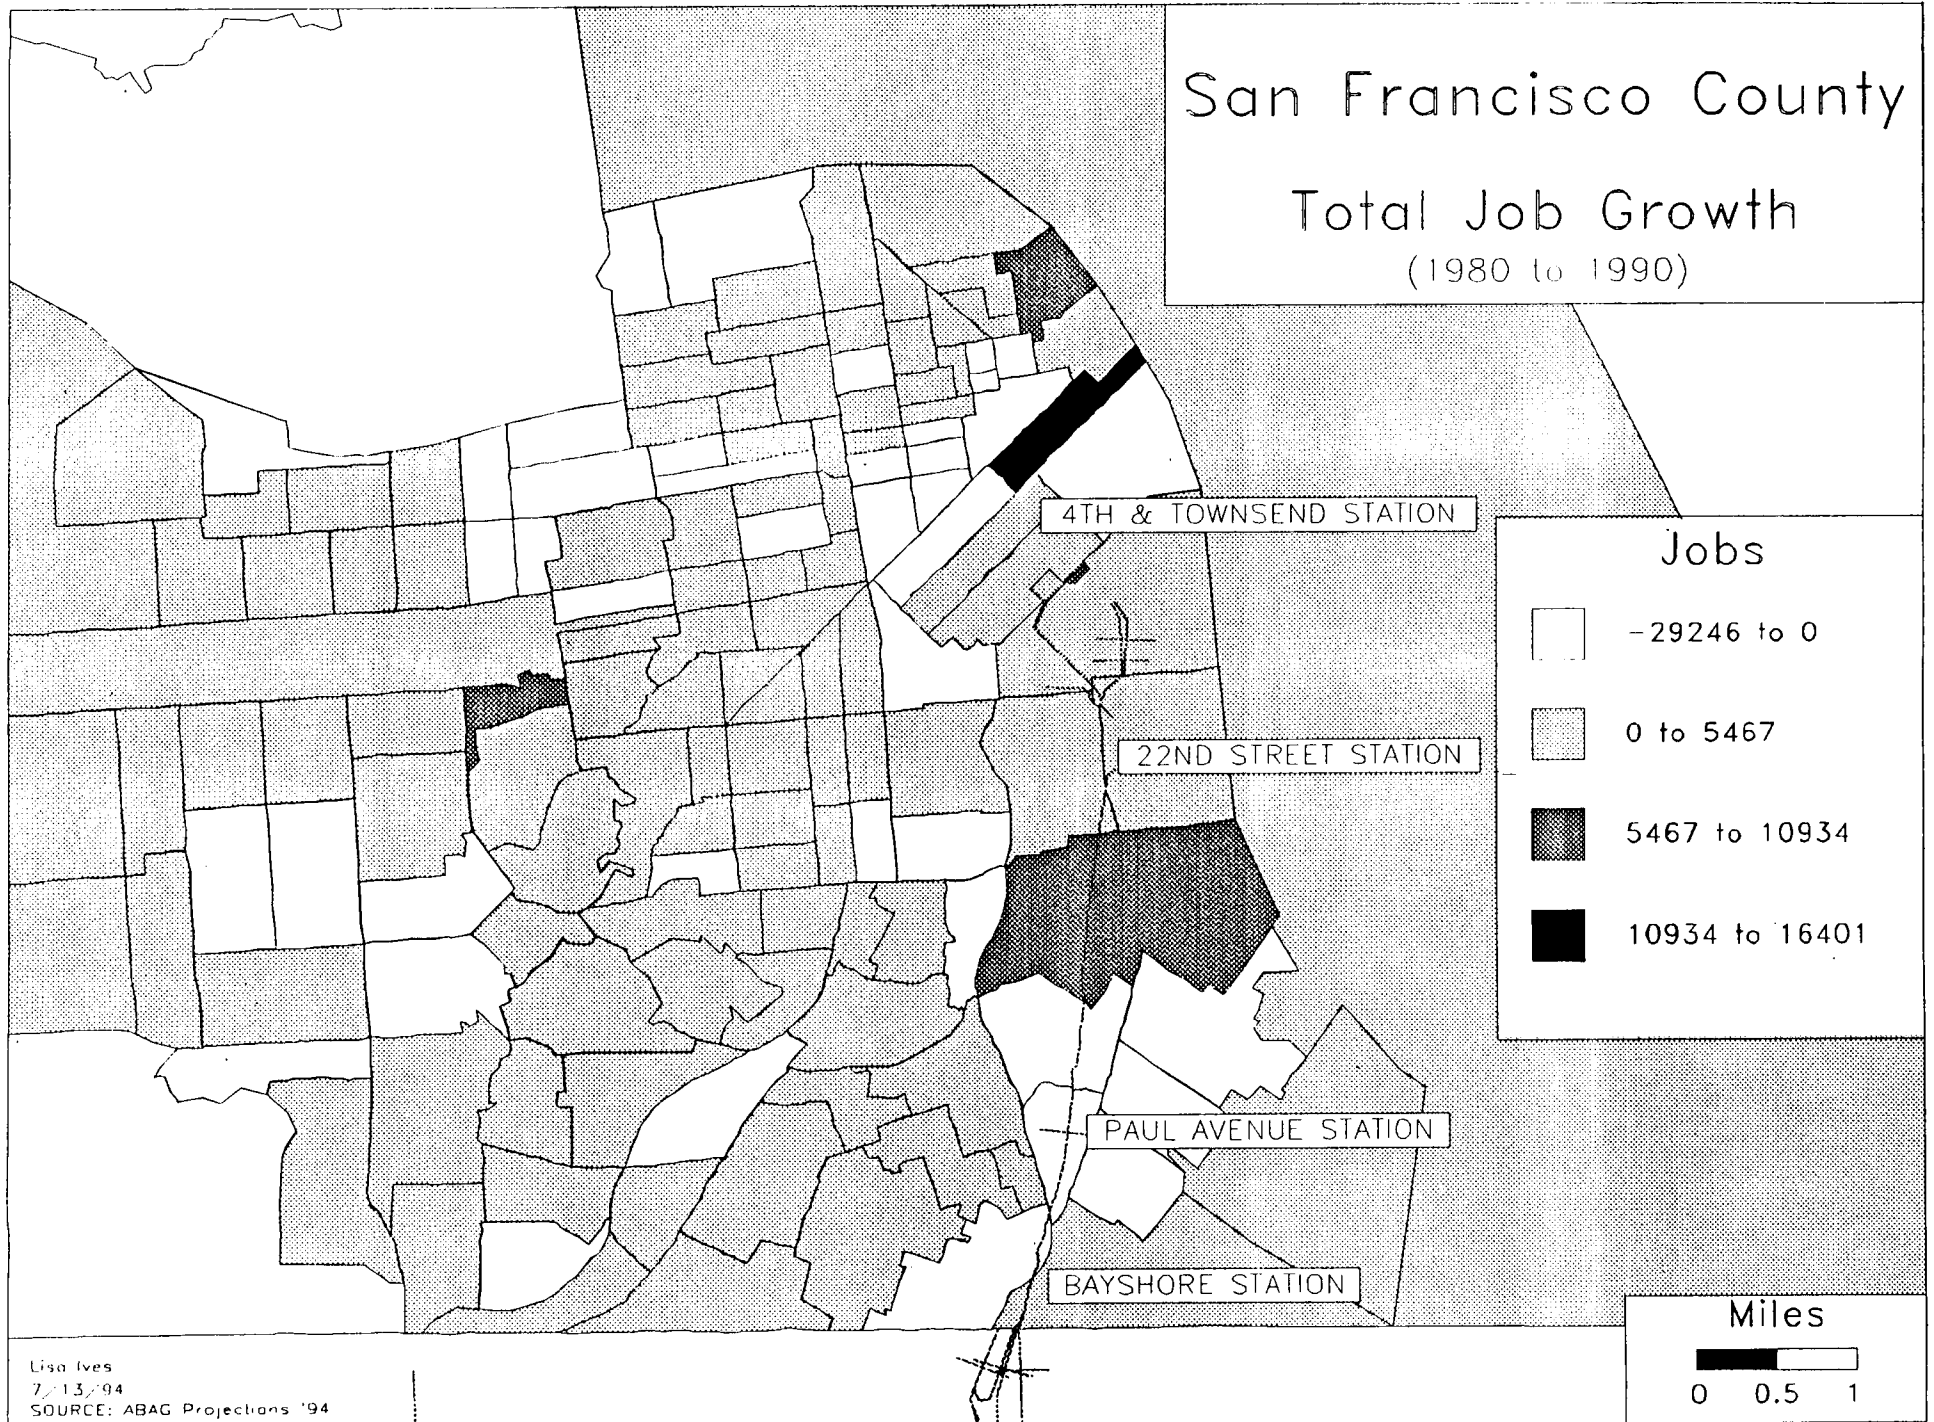 San Francisco County
Total Job Growth
(1980 to 1990)
4TH & TOWNSEND STATION
Jobs
-29246 to 0
0 to 5467
22ND STREET STATION
5467 to 10934
10934 to 16401
PAUL AVENUE STATION
BAYSHORE STATION
Miles
0 0.5 1
Lisa Ives
7/13/94
SOURCE: ABAG Projections '94